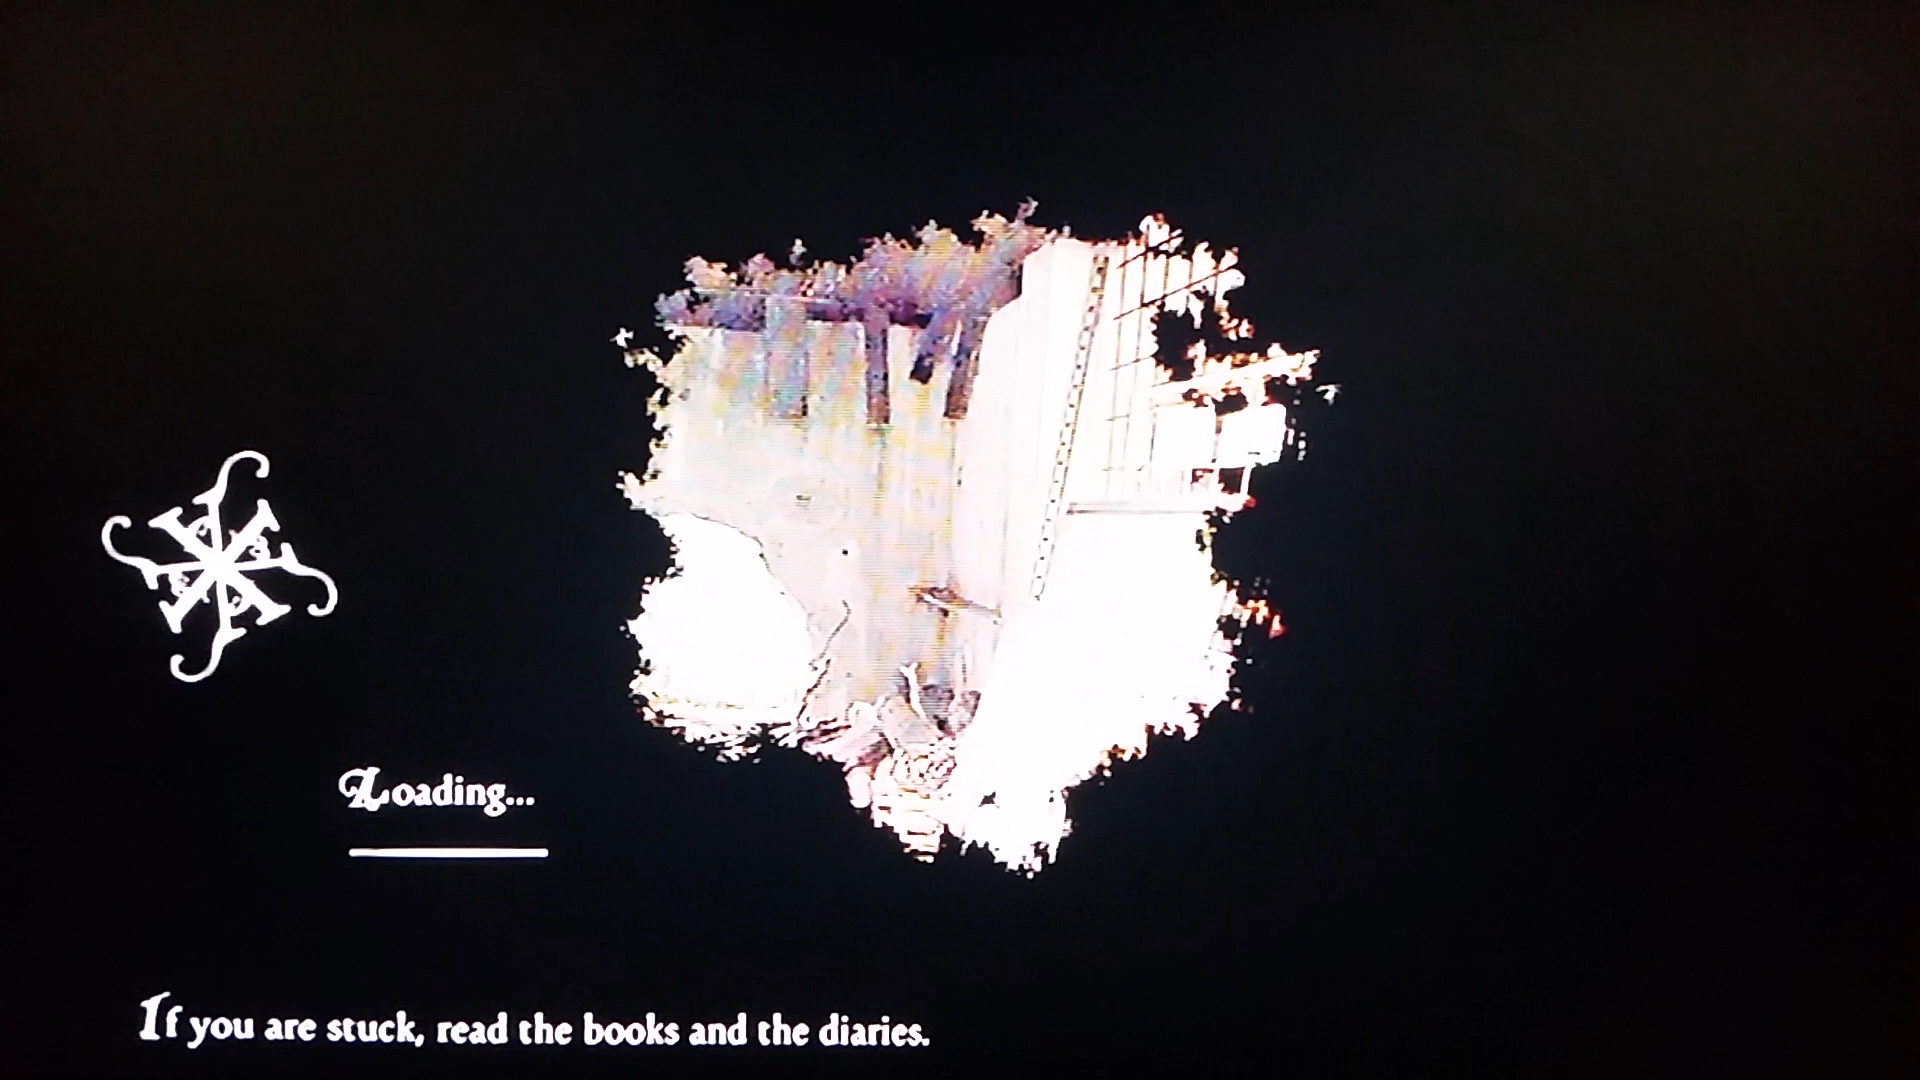 Loading...
If you are stuck, read the books and the diaries.